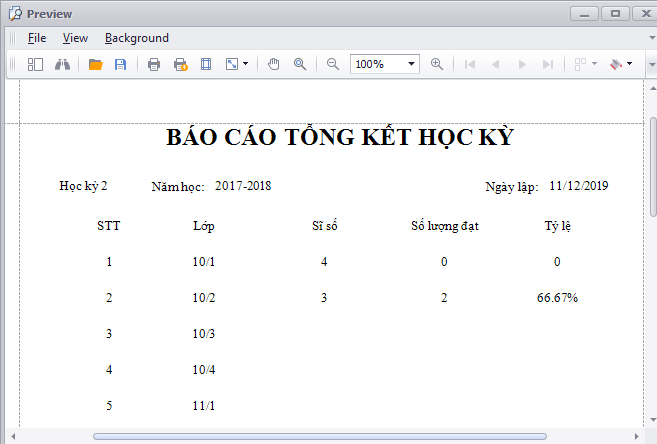 Preview
File View Background
100%
BÁO CÁO TỔNG KẾT HỌC KỲ
Học kỳ 2 Năm học: 2017-2018 Ngày lập: 11/12/2019
STT Lớp Sĩ số Số lượng đạt Tỷ lệ
1 10/1 4 0 0
2 10/2 3 2 66.67%
3 10/3
4 10/4
5 11/1